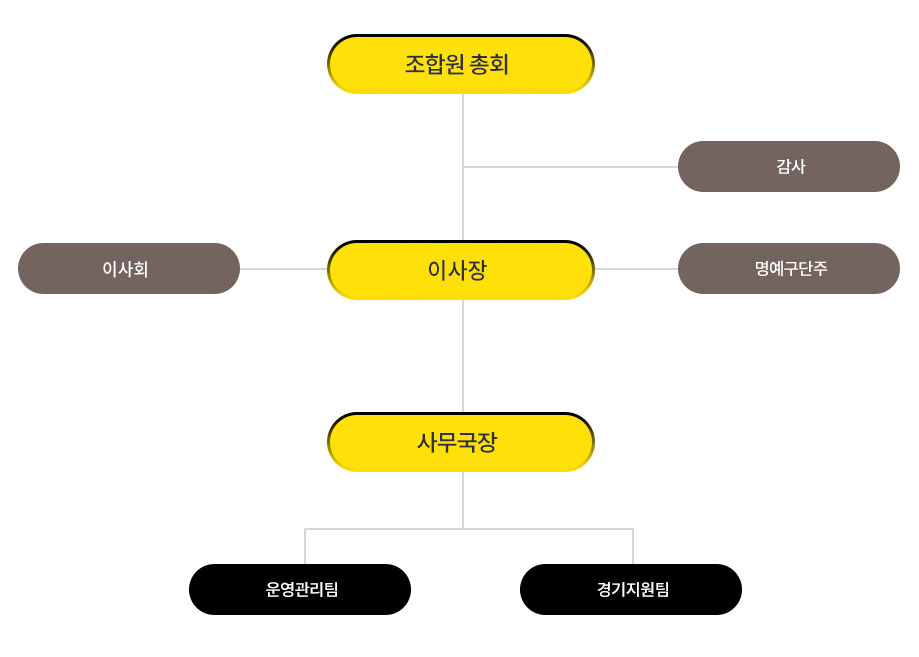 조합원 총회
감사
이사회
이사장
명예구단주
사무국장
운영관리팀
경기지원팀